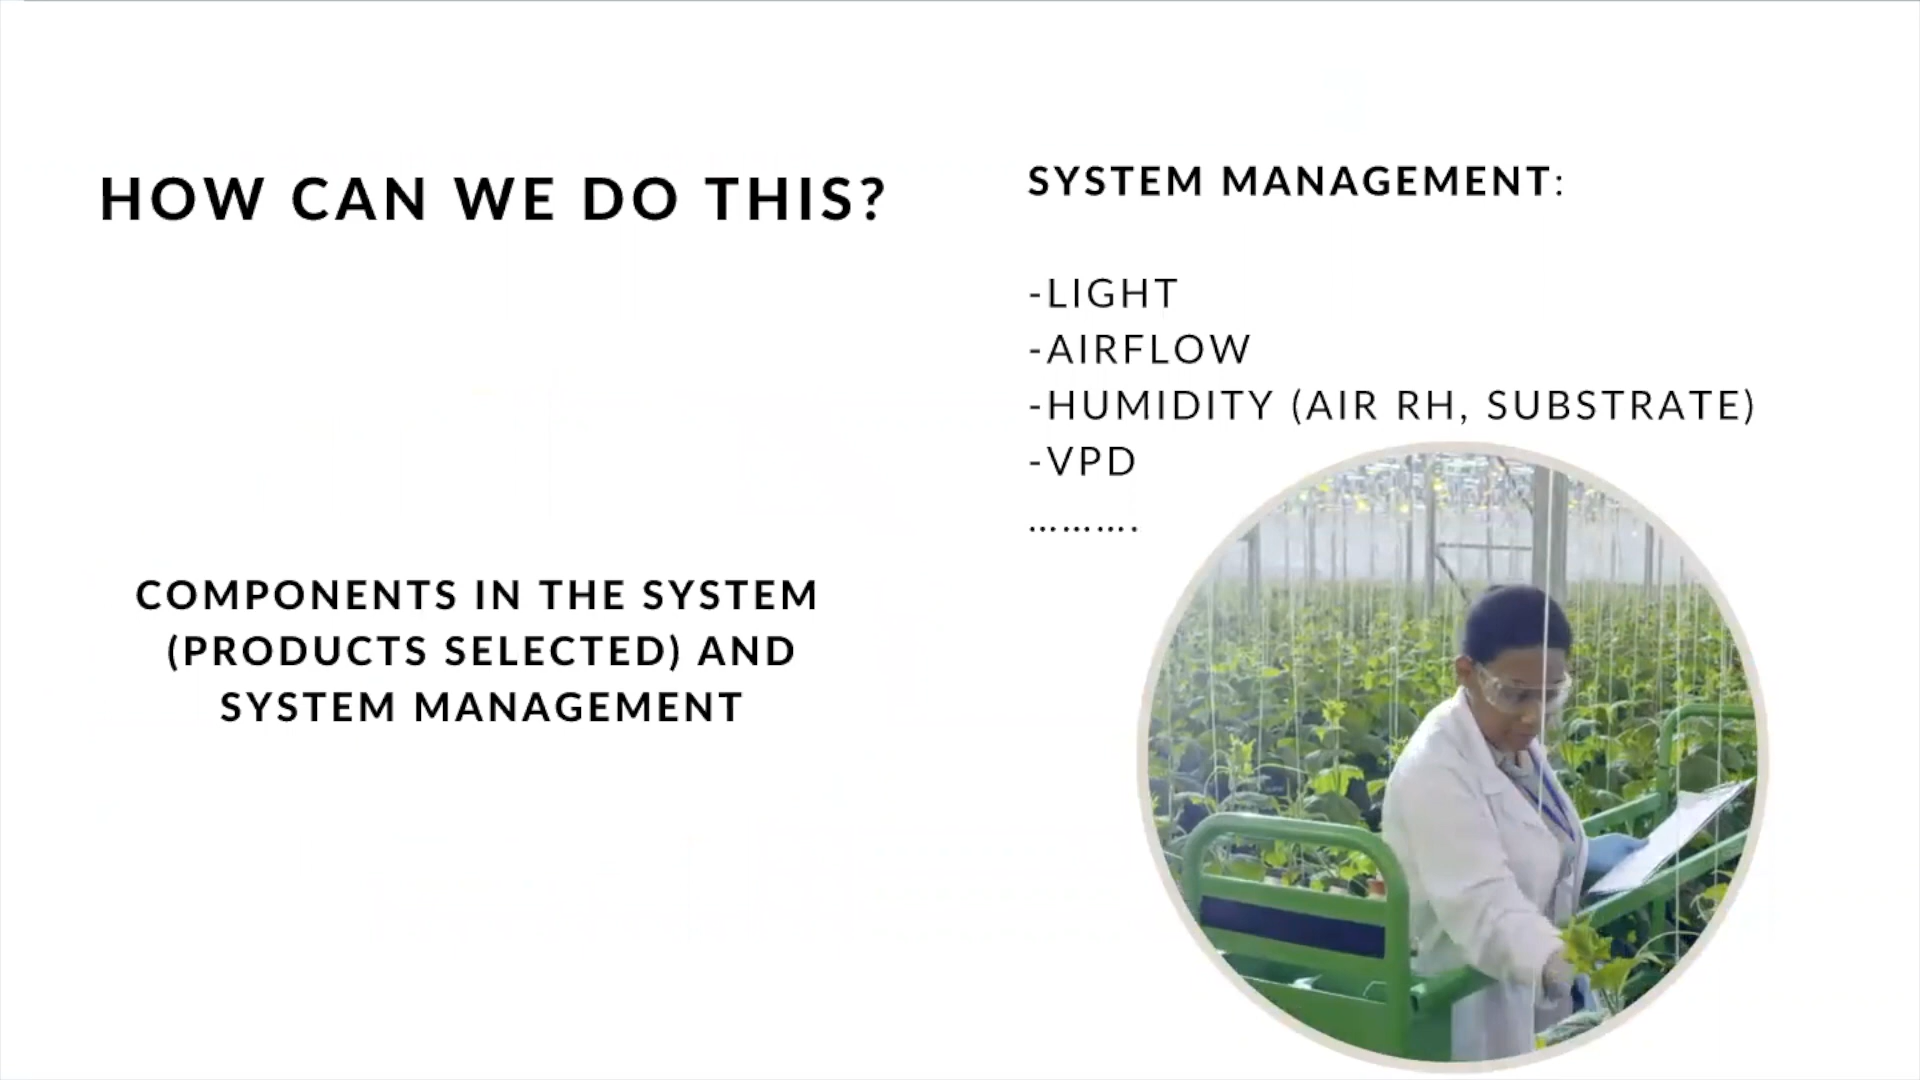 HOW CAN WE DO THIS?
COMPONENTS IN THE SYSTEM
(PRODUCTS SELECTED) AND
SYSTEM MANAGEMENT
SYSTEM MANAGEMENT:
-LIGHT
-AIRFLOW
-HUMIDITY (AIR RH, SUBSTRATE)
-VPD
……….